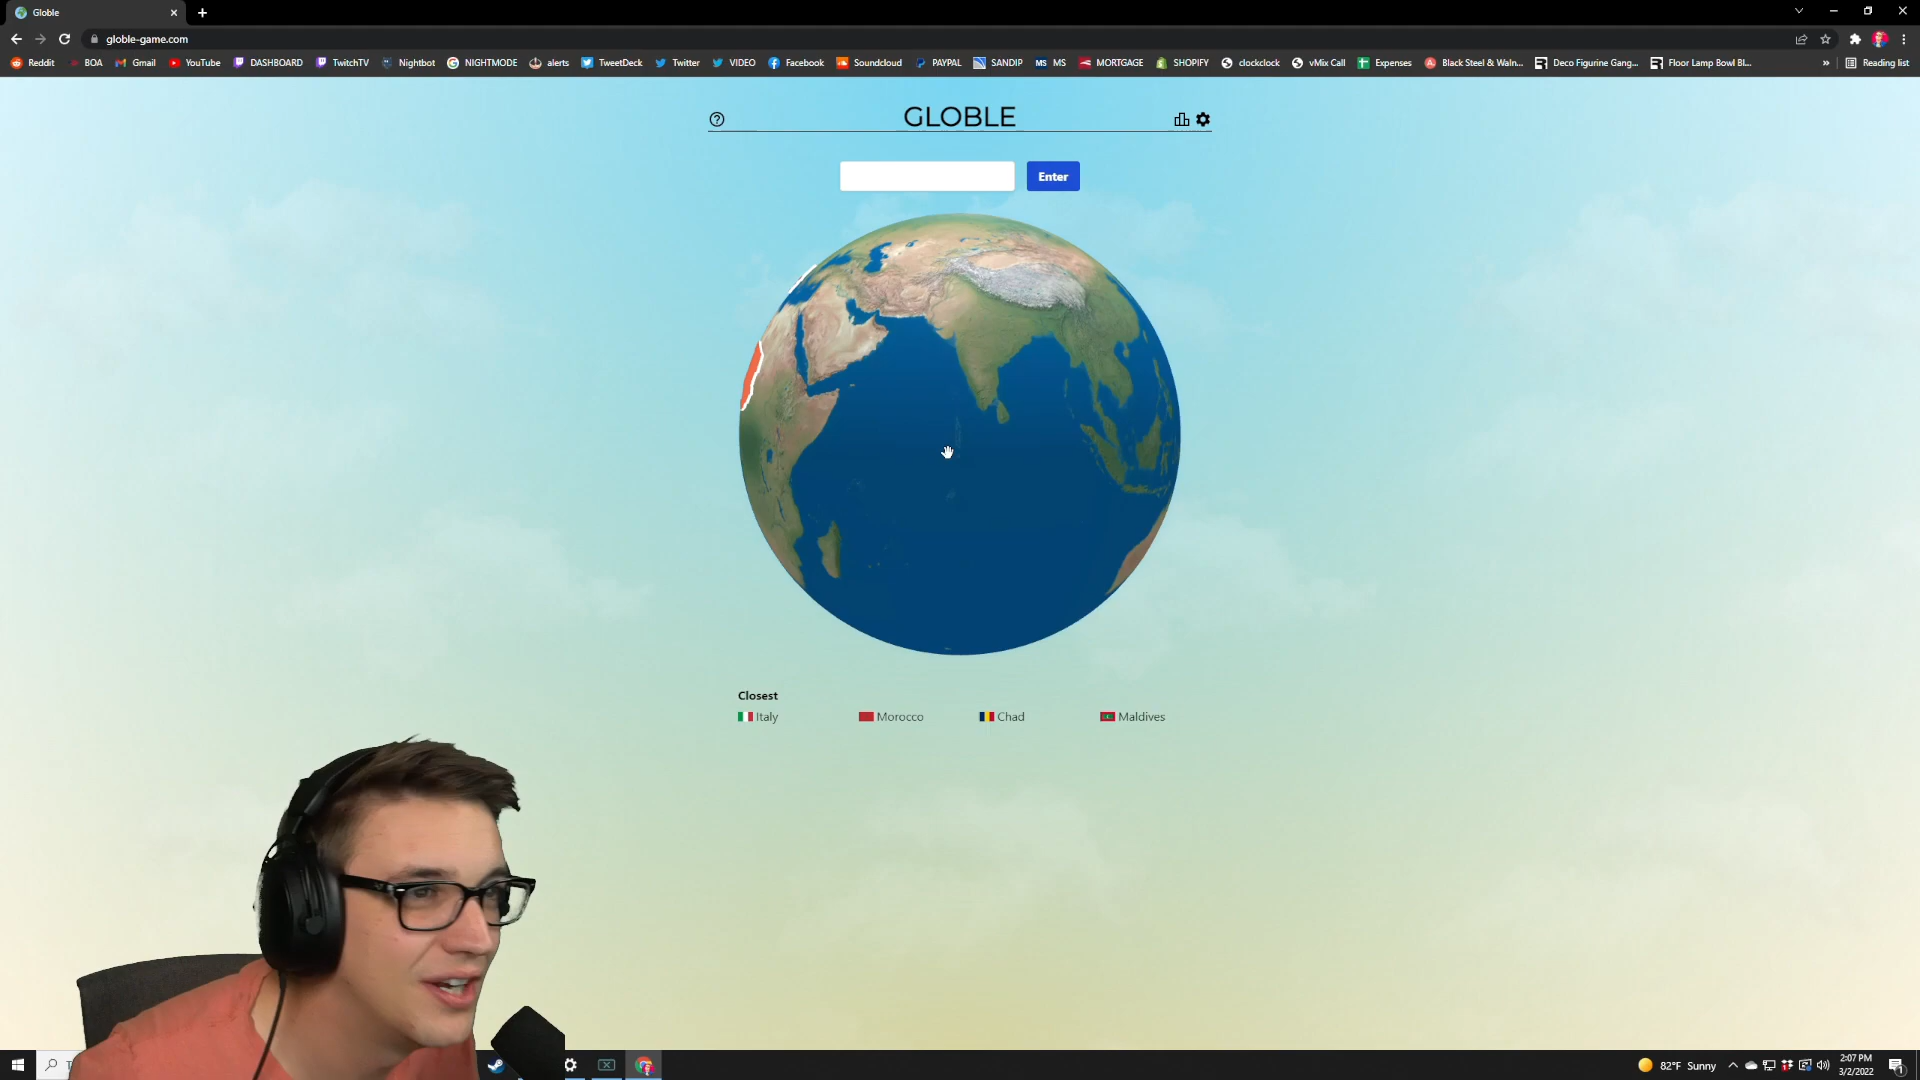 Globle
globle-game.com
Reddit BOA Gmail YouTube DASHBOARD TwitchTV Nightbot NIGHTMODE alerts TweetDeck Twitter VIDEO Facebook Soundcloud PAYPAL SANDIP MS MS MORTGAGE SHOPIFY clockclock vMix Call Expenses Black Steel & Waln... Deco Figurine Gang... Floor Lamp Bowl Bl... » Reading list
GLOBLE
Enter
Closest
Italy Morocco Chad Maldives
82°F Sunny
2:07 PM
3/2/2022